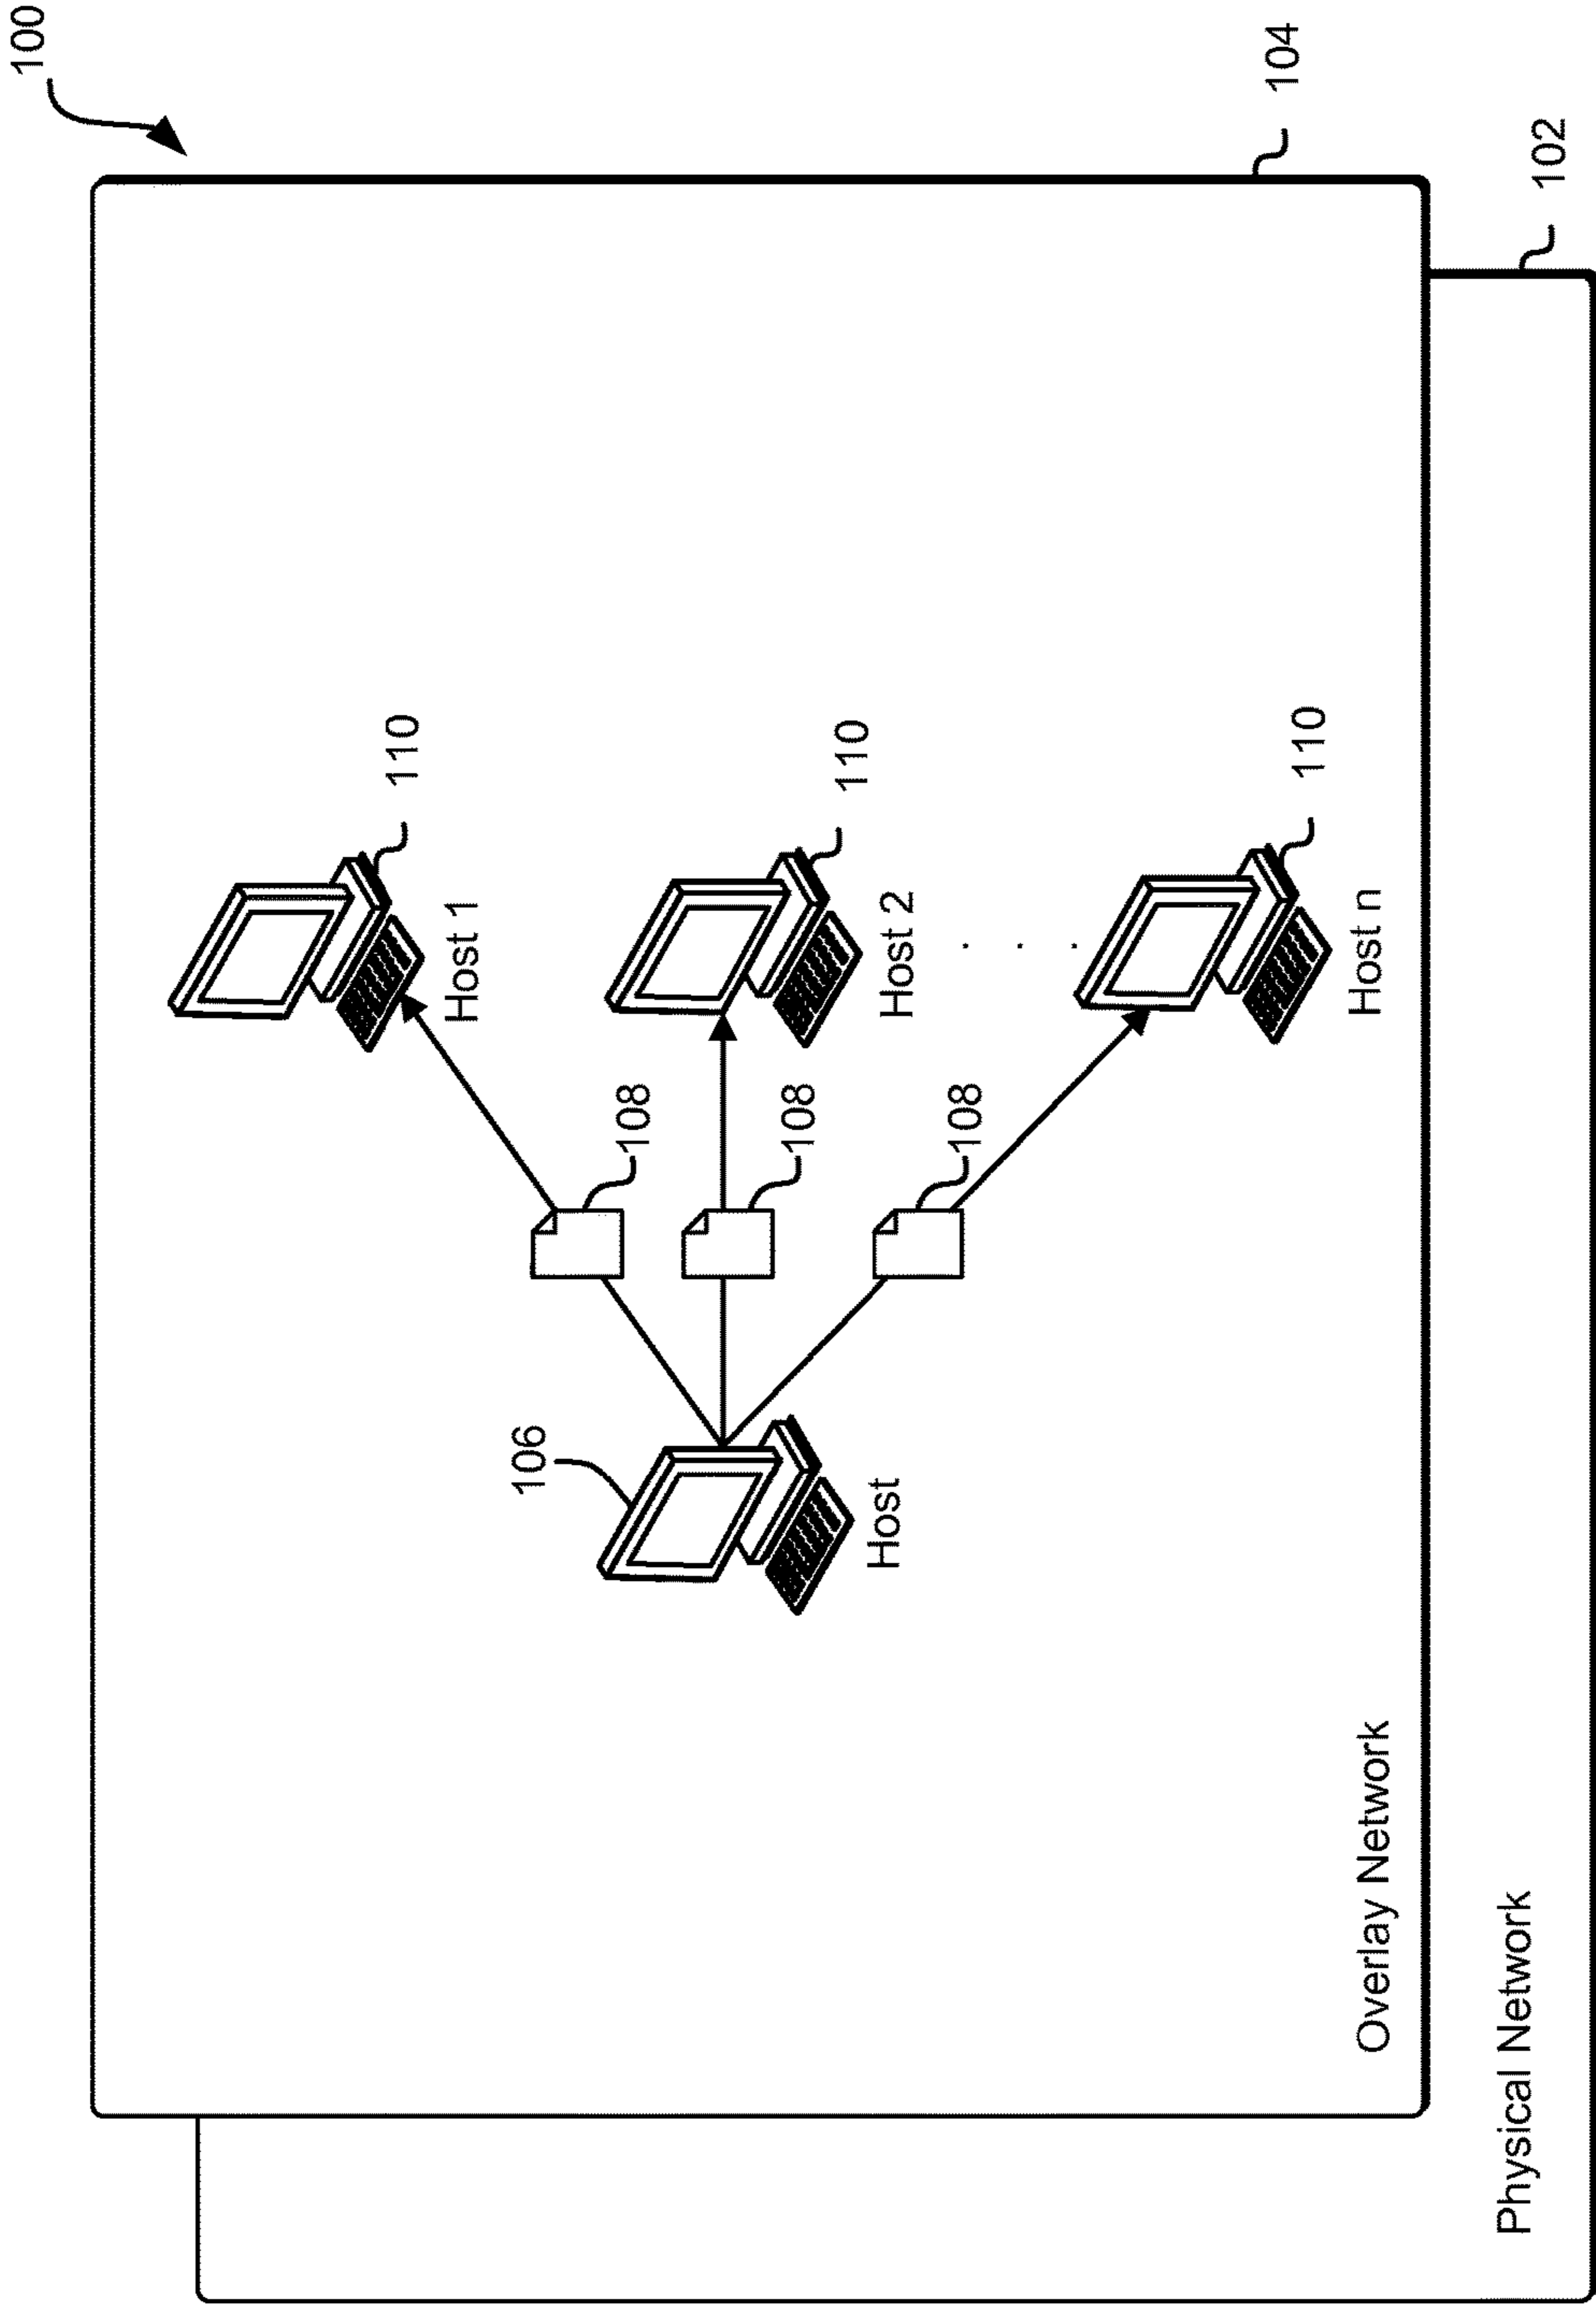 100
110
Host 1
106
108
108
110
Host
Host 2
. . .
108
104
110
Host n
Overlay Network
Physical Network
102